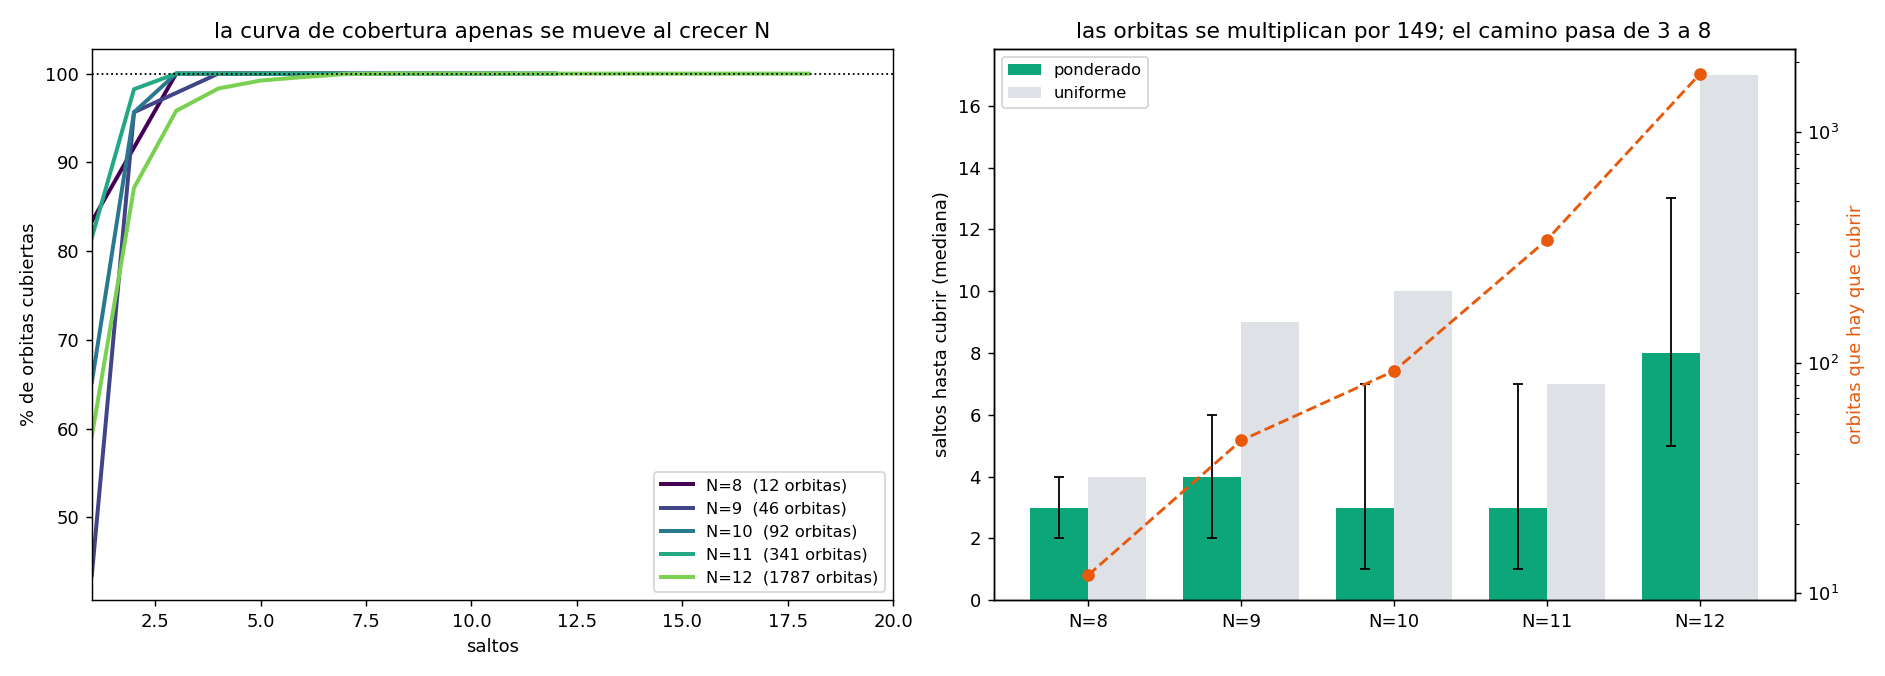 la curva de cobertura apenas se mueve al crecer N
% de orbitas cubiertas
100
90
80
70
60
50
N=8 (12 orbitas)
N=9 (46 orbitas)
N=10 (92 orbitas)
N=11 (341 orbitas)
N=12 (1787 orbitas)
2.5 5.0 7.5 10.0 12.5 15.0 17.5 20.0
saltos
las orbitas se multiplican por 149; el camino pasa de 3 a 8
ponderado
uniforme
saltos hasta cubrir (mediana)
16
14
12
10
8
6
4
2
0
N=8 N=9 N=10 N=11 N=12
10³
10²
10¹
orbitas que hay que cubrir